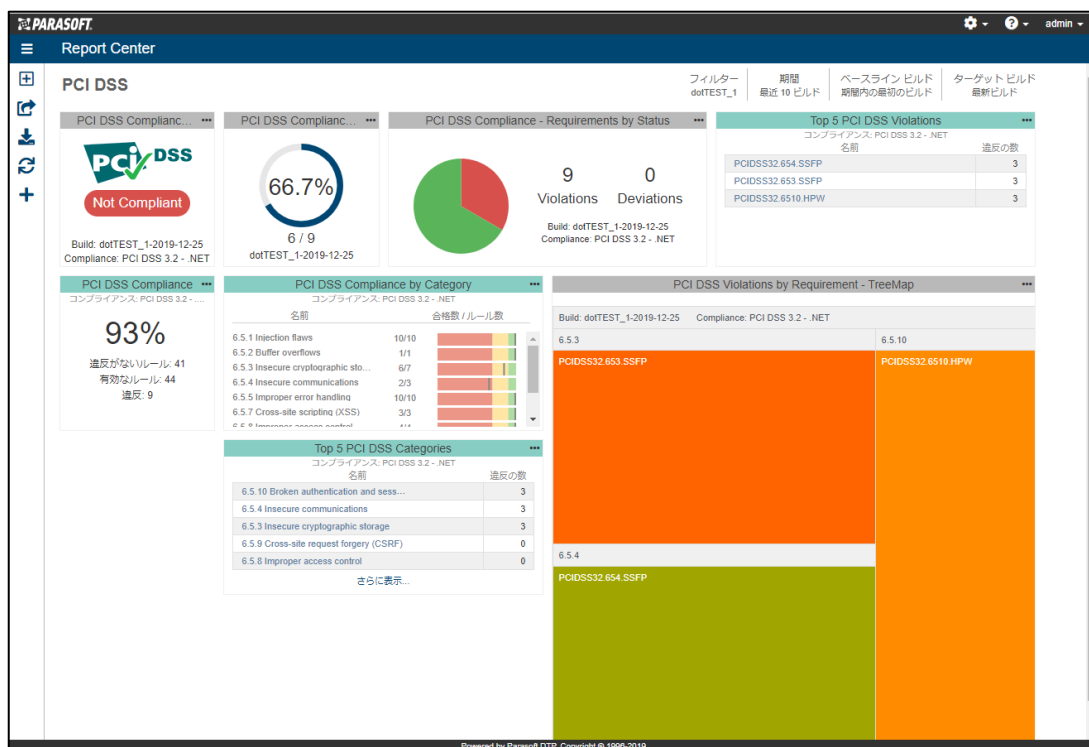 PARASOFT.
admin
Report Center
PCI DSS
フィルター
dotTEST_1
期間
最近 10 ビルド
ベースライン ビルド
期間内の最初のビルド
ターゲット ビルド
最新ビルド
PCI DSS Complianc... •••
PCI DSS
Not Compliant
Build: dotTEST_1-2019-12-25
Compliance: PCI DSS 3.2 - .NET
PCI DSS Complianc... •••
66.7%
6 / 9
dotTEST_1-2019-12-25
PCI DSS Compliance - Requirements by Status •••
9 0
Violations Deviations
Build: dotTEST_1-2019-12-25
Compliance: PCI DSS 3.2 - .NET
Top 5 PCI DSS Violations •••
コンプライアンス: PCI DSS 3.2 - .NET
名前 違反の数
PCIDSS32.654.SSFP 3
PCIDSS32.653.SSFP 3
PCIDSS32.6510.HPW 3
PCI DSS Compliance •••
コンプライアンス: PCI DSS 3.2 - ....
93%
違反がないルール: 41
有効なルール: 44
違反: 9
PCI DSS Compliance by Category •••
コンプライアンス: PCI DSS 3.2 - .NET
名前 合格数 / ルール数
6.5.1 Injection flaws 10/10
6.5.2 Buffer overflows 1/1
6.5.3 Insecure cryptographic sto... 6/7
6.5.4 Insecure communications 2/3
6.5.5 Improper error handling 10/10
6.5.7 Cross-site scripting (XSS) 3/3
6.5.8 Improper access control 4/4
Top 5 PCI DSS Categories •••
コンプライアンス: PCI DSS 3.2 - .NET
名前 違反の数
6.5.10 Broken authentication and sess... 3
6.5.4 Insecure communications 3
6.5.3 Insecure cryptographic storage 3
6.5.9 Cross-site request forgery (CSRF) 0
6.5.8 Improper access control 0
さらに表示...
PCI DSS Violations by Requirement - TreeMap •••
Build: dotTEST_1-2019-12-25 Compliance: PCI DSS 3.2 - .NET
6.5.3
PCIDSS32.653.SSFP
6.5.10
PCIDSS32.6510.HPW
6.5.4
PCIDSS32.654.SSFP
Powered by Parasoft DTP. Copyright © 1996-2019